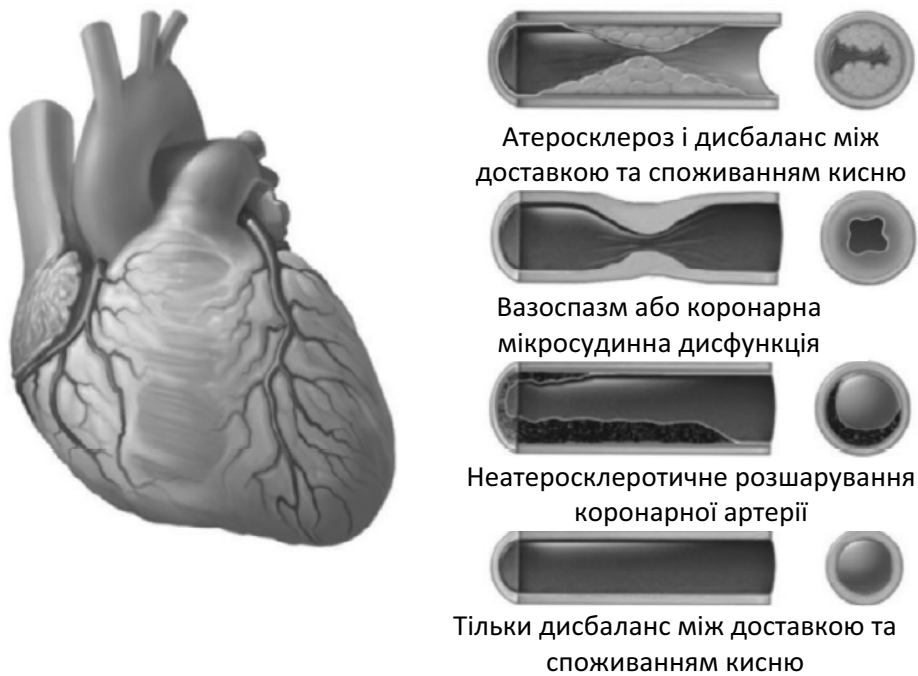 Атеросклероз і дисбаланс між
доставкою та споживанням кисню
Вазоспазм або коронарна
мікросудинна дисфункція
Неатеросклеротичне розшарування
коронарної артерії
Тільки дисбаланс між доставкою та
споживанням кисню